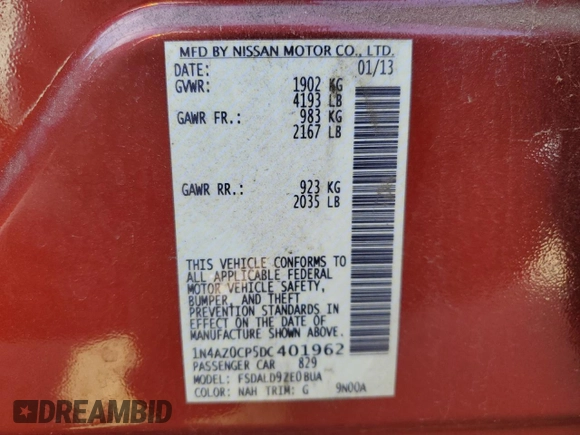 MFD BY NISSAN MOTOR CO., LTD.
DATE: 01/13
GVWR: 1902 KG
4193 LB
GAWR FR.: 983 KG
2167 LB
GAWR RR.: 923 KG
2035 LB
THIS VEHICLE CONFORMS TO
ALL APPLICABLE FEDERAL
MOTOR VEHICLE SAFETY,
BUMPER, AND THEFT
PREVENTION STANDARDS IN
EFFECT ON THE DATE OF
MANUFACTURE SHOWN ABOVE.
1N4AZ0CP5DC401962
PASSENGER CAR 829
MODEL: FSDALD9ZE0BUA
COLOR: NAH TRIM: G 9N00A
DEALERAMBID